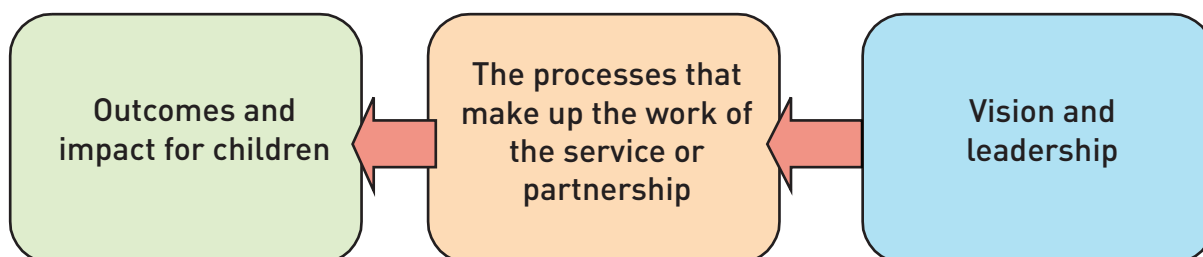 Outcomes and
impact for children
The processes that
make up the work of
the service or
partnership
Vision and
leadership